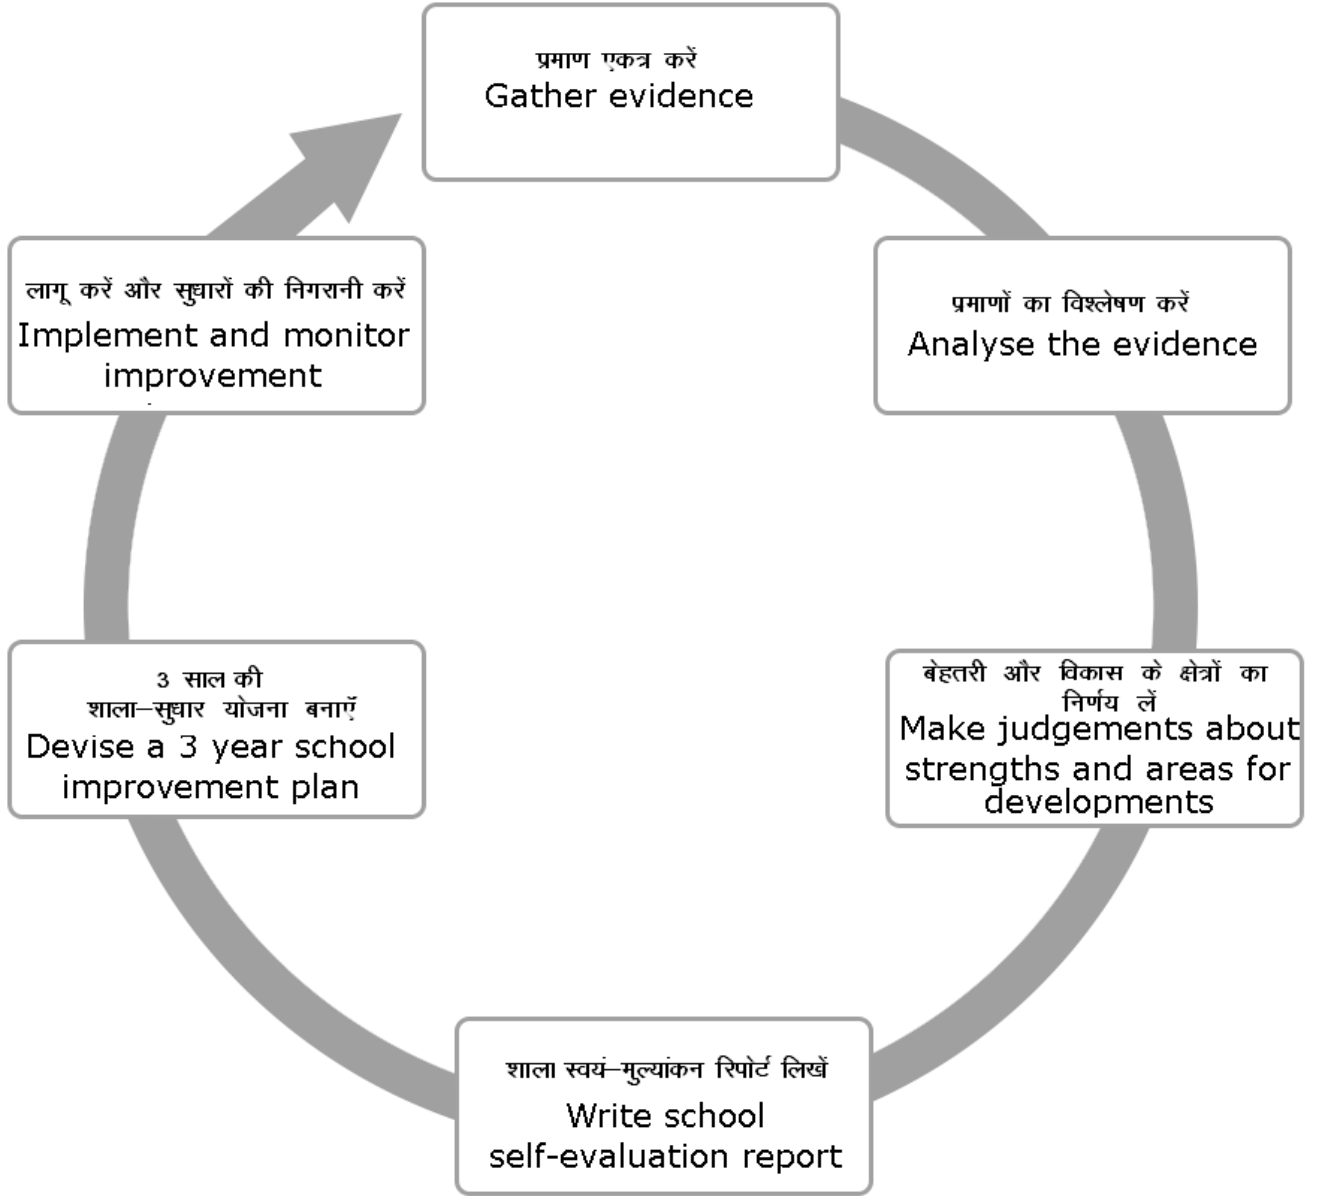 प्रमाण एकत्र करें
Gather evidence
प्रमाणों का विश्लेषण करें
Analyse the evidence
बेहतरी और विकास के क्षेत्रों का
निर्णय लें
Make judgements about
strengths and areas for
developments
शाला स्वयं–मुल्यांकन रिपोर्ट लिखें
Write school
self-evaluation report
3 साल की
शाला–सुधार योजना बनाएँ
Devise a 3 year school
improvement plan
लागू करें और सुधारों की निगरानी करें
Implement and monitor
improvement